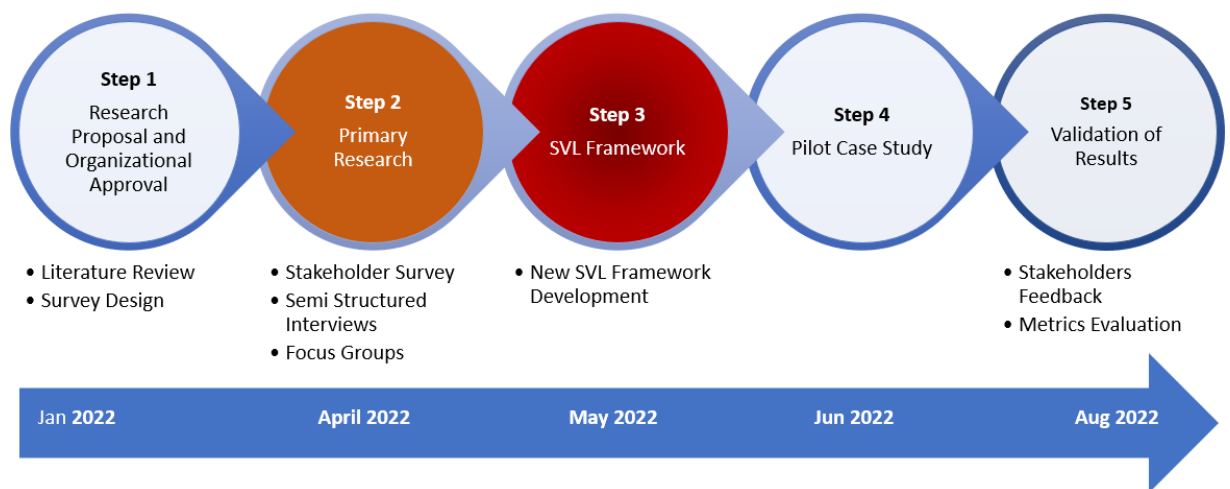 Step 1
Research
Proposal and
Organizational
Approval
Step 2
Primary
Research
Step 3
SVL Framework
Step 4
Pilot Case Study
Step 5
Validation of
Results
• Literature Review
• Survey Design
• Stakeholder Survey
• Semi Structured
Interviews
• Focus Groups
• New SVL Framework
Development
• Stakeholders
Feedback
• Metrics Evaluation
Jan 2022
April 2022
May 2022
Jun 2022
Aug 2022